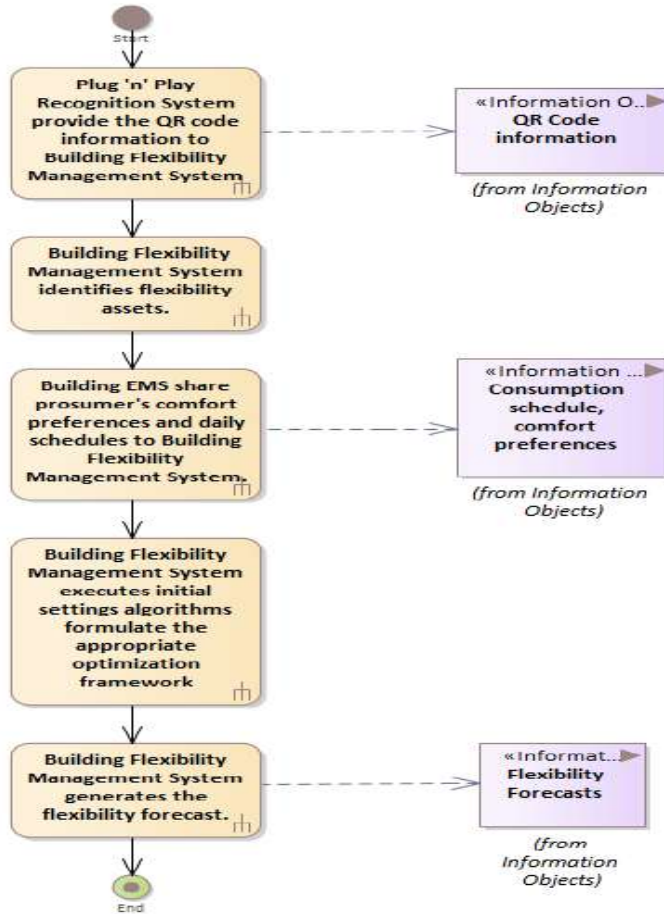 Start
Plug 'n' Play
Recognition System
provide the QR code
information to
Building Flexibility
Management System
«Information O...
QR Code
information
(from Information
Objects)
Building Flexibility
Management System
identifies flexibility
assets.
Building EMS share
prosumer's comfort
preferences and daily
schedules to Building
Flexibility
Management System.
«Information ...
Consumption
schedule,
comfort
preferences
(from Information
Objects)
Building Flexibility
Management System
executes initial
settings algorithms
formulate the
appropriate
optimization
framework
Building Flexibility
Management System
generates the
flexibility forecast.
«Informat...
Flexibility
Forecasts
(from
Information
Objects)
End